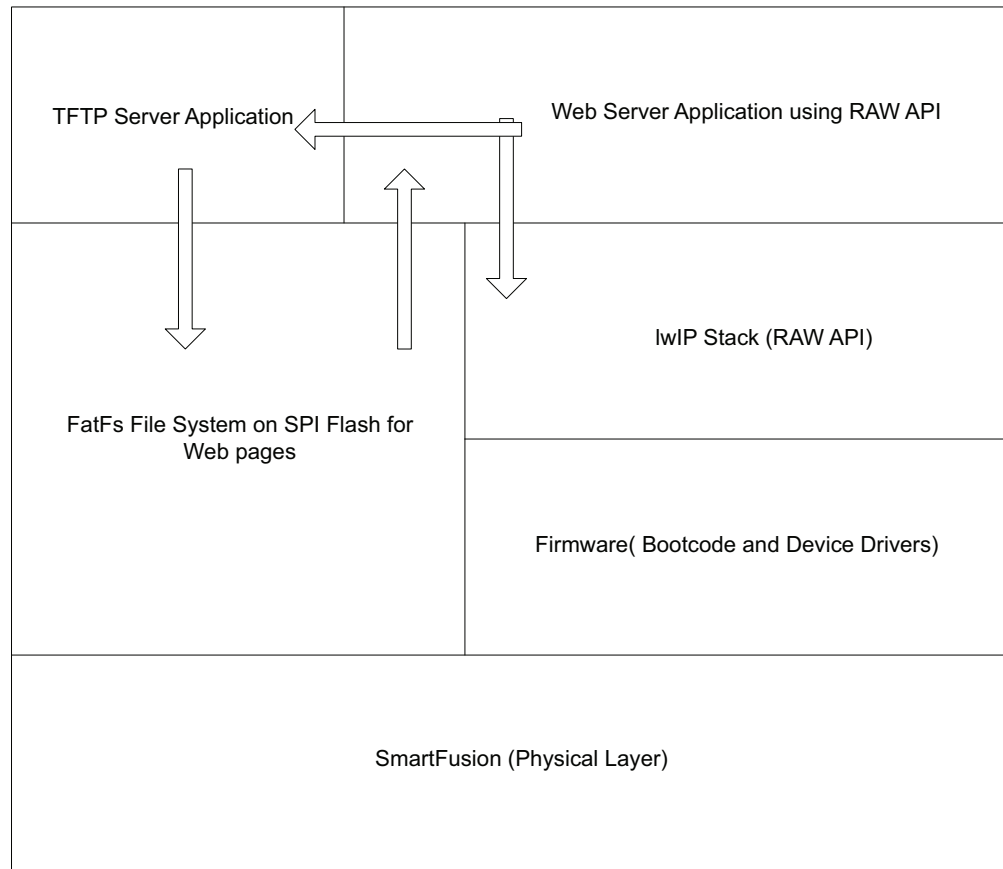 TFTP Server Application
Web Server Application using RAW API
lwIP Stack (RAW API)
FatFs File System on SPI Flash for
Web pages
Firmware( Bootcode and Device Drivers)
SmartFusion (Physical Layer)